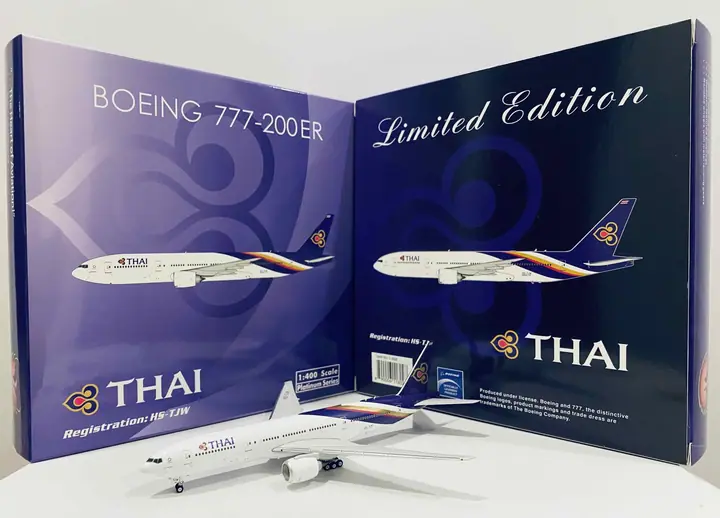 BOEING 777-200ER
THAI
THAI
Registration: HS-TJW
1:400 Scale
Platinum Series
Limited Edition
THAI
Registration: HS-TJW
THAI
Produced under license. Boeing and 777, the distinctive
Boeing logos, product markings and trade dress are
trademarks of The Boeing Company.
THAI